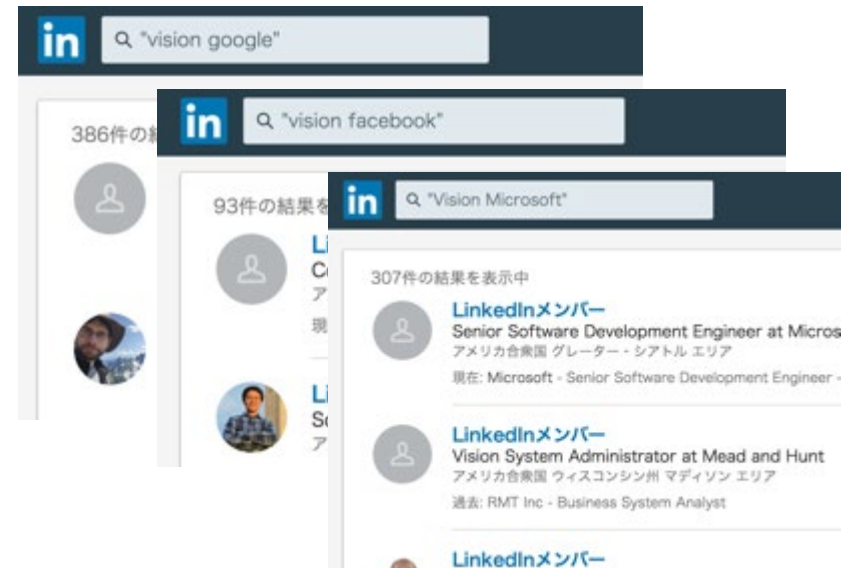 in
"vision google"
386件の
in
"vision facebook"
93件の結果を
Li
ア
現
Li
ア
in
"Vision Microsoft"
307件の結果を表示中
LinkedInメンバー
Senior Software Development Engineer at Micros
アメリカ合衆国 グレーター・シアトル エリア
現在: Microsoft - Senior Software Development Engineer -
LinkedInメンバー
Vision System Administrator at Mead and Hunt
アメリカ合衆国 ウィスコンシン州 マディソン エリア
過去: RMT Inc - Business System Analyst
LinkedInメンバー